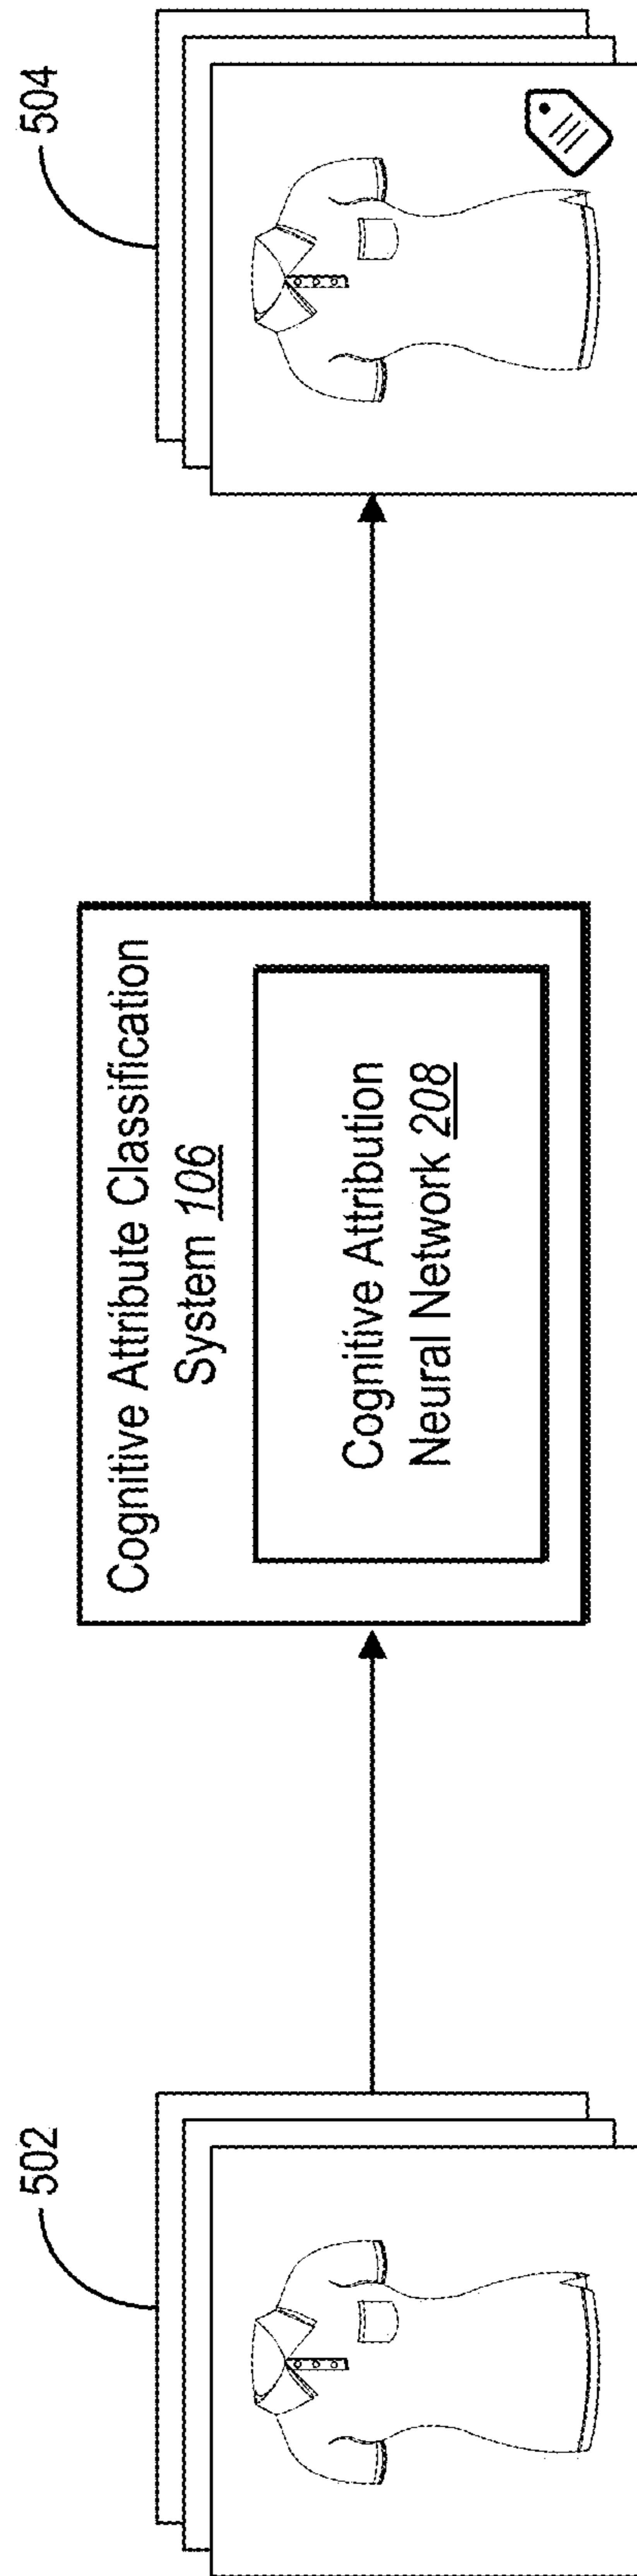 502
Cognitive Attribute Classification
System 106
Cognitive Attribution
Neural Network 208
504